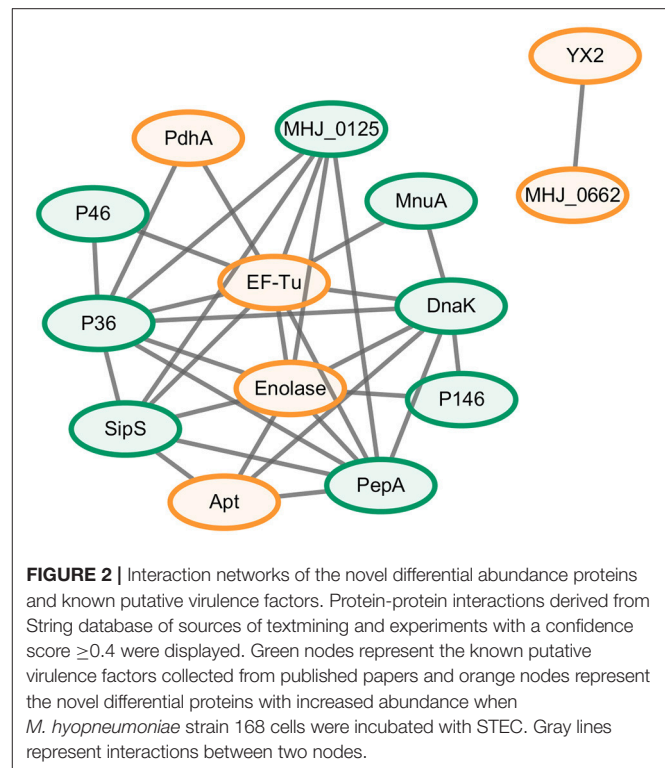 YX2
PdhA
MHJ_0125
P46
MnuA
MHJ_0662
EF-Tu
P36
DnaK
Enolase
P146
SipS
Apt
PepA
FIGURE 2 | Interaction networks of the novel differential abundance proteins
and known putative virulence factors. Protein-protein interactions derived from
String database of sources of textmining and experiments with a confidence
score ≥0.4 were displayed. Green nodes represent the known putative
virulence factors collected from published papers and orange nodes represent
the novel differential proteins with increased abundance when
M. hyopneumoniae strain 168 cells were incubated with STEC. Gray lines
represent interactions between two nodes.